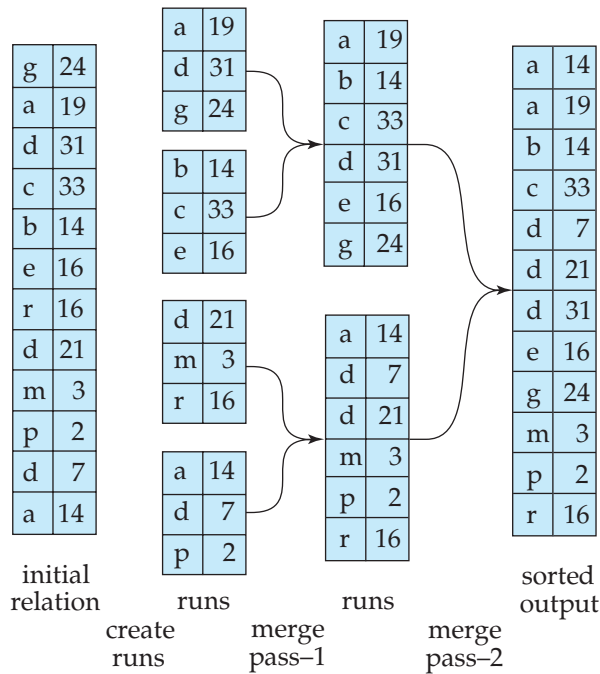 g 24
a 19
d 31
c 33
b 14
e 16
r 16
d 21
m 3
p 2
d 7
a 14
initial
relation
a 19
d 31
g 24
b 14
c 33
e 16
d 21
m 3
r 16
a 14
d 7
p 2
runs
create
runs
a 19
b 14
c 33
d 31
e 16
g 24
a 14
d 7
d 21
m 3
p 2
r 16
runs
merge
pass–1
a 14
a 19
b 14
c 33
d 7
d 21
d 31
e 16
g 24
m 3
p 2
r 16
sorted
output
merge
pass–2